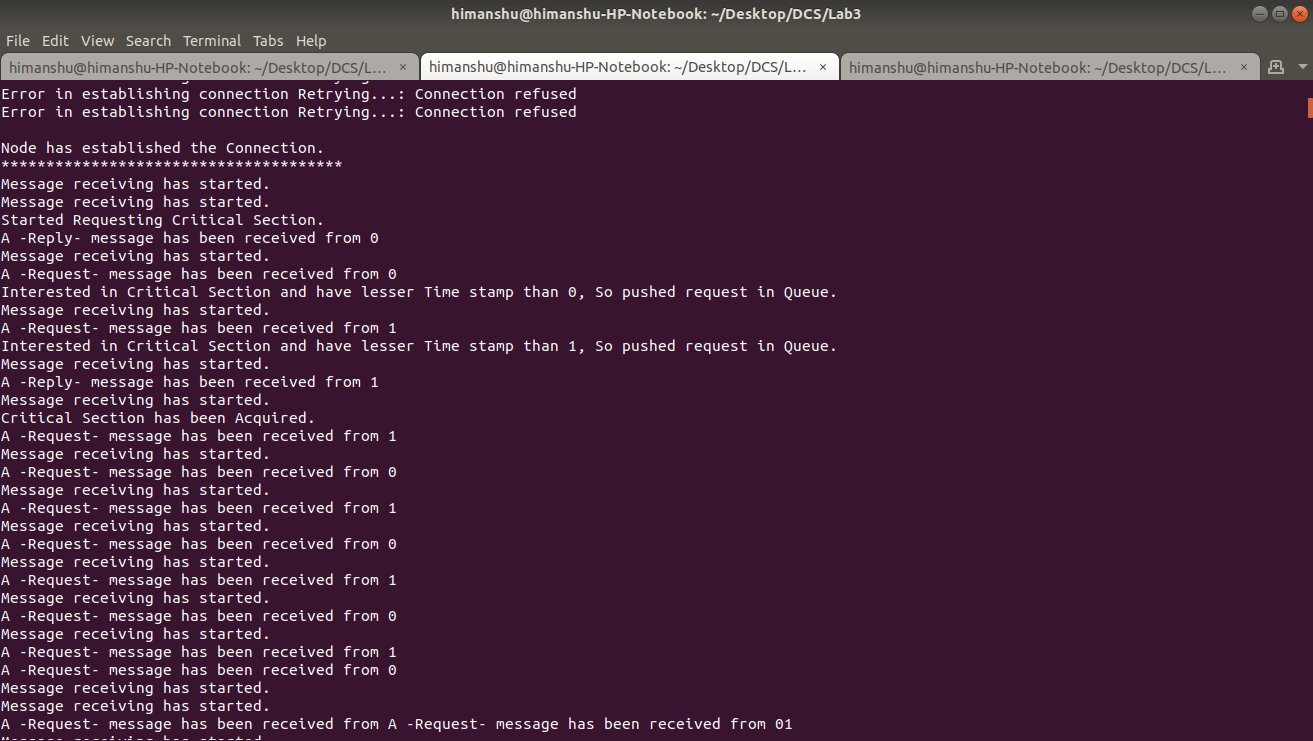 himanshu@himanshu-HP-Notebook: ~/Desktop/DCS/Lab3
File Edit View Search Terminal Tabs Help
himanshu@himanshu-HP-Notebook: ~/Desktop/DCS/L... × himanshu@himanshu-HP-Notebook: ~/Desktop/DCS/L... × himanshu@himanshu-HP-Notebook: ~/Desktop/DCS/L... ×
Error in establishing connection Retrying...: Connection refused
Error in establishing connection Retrying...: Connection refused
Node has established the Connection.
**************************************
Message receiving has started.
Message receiving has started.
Started Requesting Critical Section.
A -Reply- message has been received from 0
Message receiving has started.
A -Request- message has been received from 0
Interested in Critical Section and have lesser Time stamp than 0, So pushed request in Queue.
Message receiving has started.
A -Request- message has been received from 1
Interested in Critical Section and have lesser Time stamp than 1, So pushed request in Queue.
Message receiving has started.
A -Reply- message has been received from 1
Message receiving has started.
Critical Section has been Acquired.
A -Request- message has been received from 1
Message receiving has started.
A -Request- message has been received from 0
Message receiving has started.
A -Request- message has been received from 1
Message receiving has started.
A -Request- message has been received from 0
Message receiving has started.
A -Request- message has been received from 1
Message receiving has started.
A -Request- message has been received from 0
Message receiving has started.
A -Request- message has been received from 1
A -Request- message has been received from 0
Message receiving has started.
Message receiving has started.
A -Request- message has been received from A -Request- message has been received from 01
Message receiving has started.